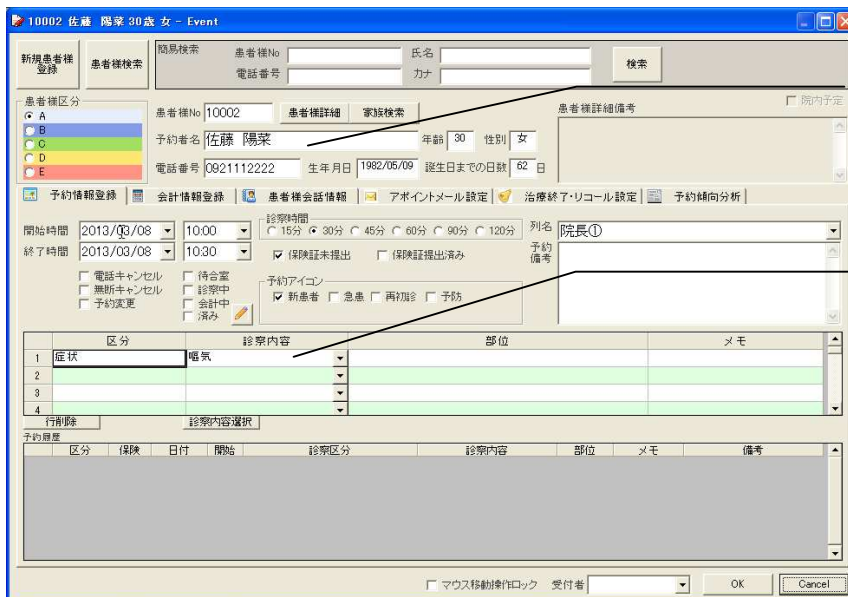 10002 佐藤 陽菜 30歳 女 - Event
新規患者様登録 患者様検索 簡易検索 患者様No 氏名 検索
電話番号 カナ
患者様区分 患者様No 10002 患者様詳細 家族検索 患者様詳細備考 院内予定
A
B 予約者名 佐藤 陽菜 年齢 30 性別 女
C
D
E 電話番号 0921112222 生年月日 1982/05/09 誕生日までの日数 62 日
予約情報登録 会計情報登録 患者様会話情報 アポイントメール設定 治療終了・リコール設定 予約傾向分析
開始時間 2013/03/08 10:00 診察時間 15分 30分 45分 60分 90分 120分 列名 院長①
終了時間 2013/03/08 10:30 保険証未提出 保険証提出済み 予約備考
電話キャンセル 待合室 予約アイコン
無断キャンセル 診察中 新患者 急患 再初診 予防
予約変更 会計中
済み
区分 診察内容 部位 メモ
1 症状 嘔気
2
3
4
行削除 診察内容選択
予約履歴
区分 保険 日付 開始 診察区分 診察内容 部位 メモ 備考
マウス移動操作ロック 受付者 OK Cancel